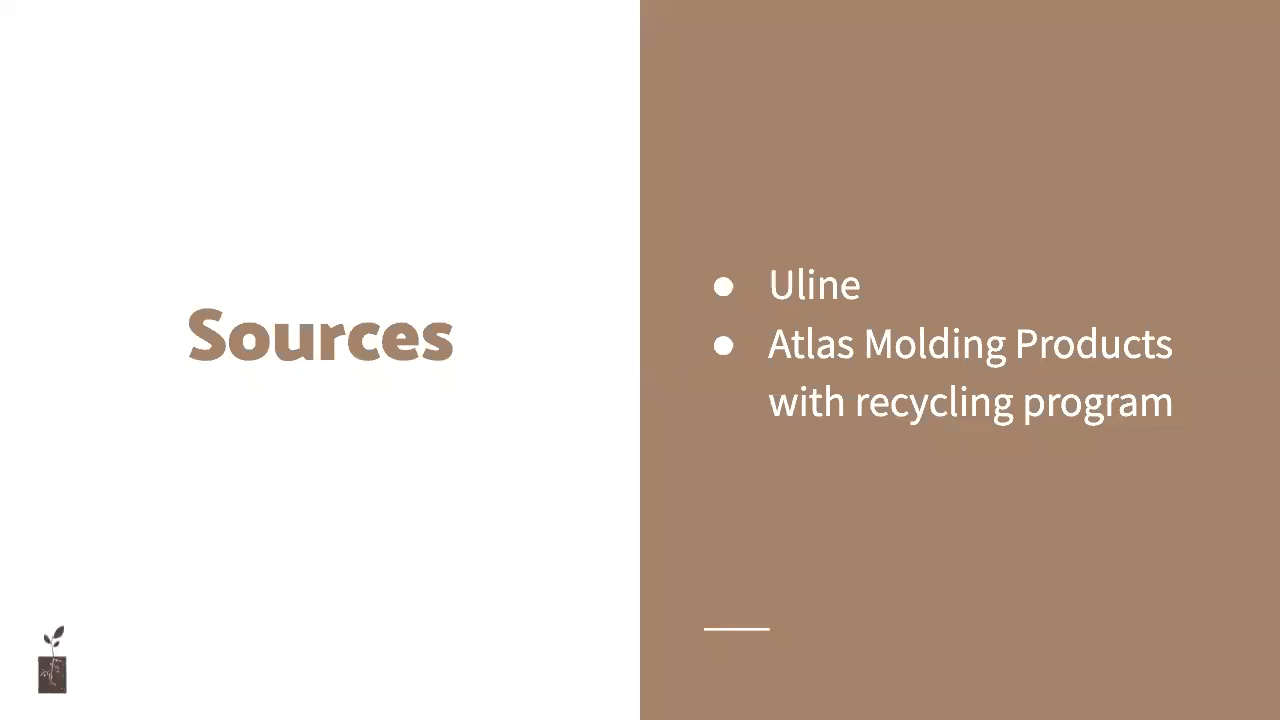 Sources
● Uline
● Atlas Molding Products
with recycling program